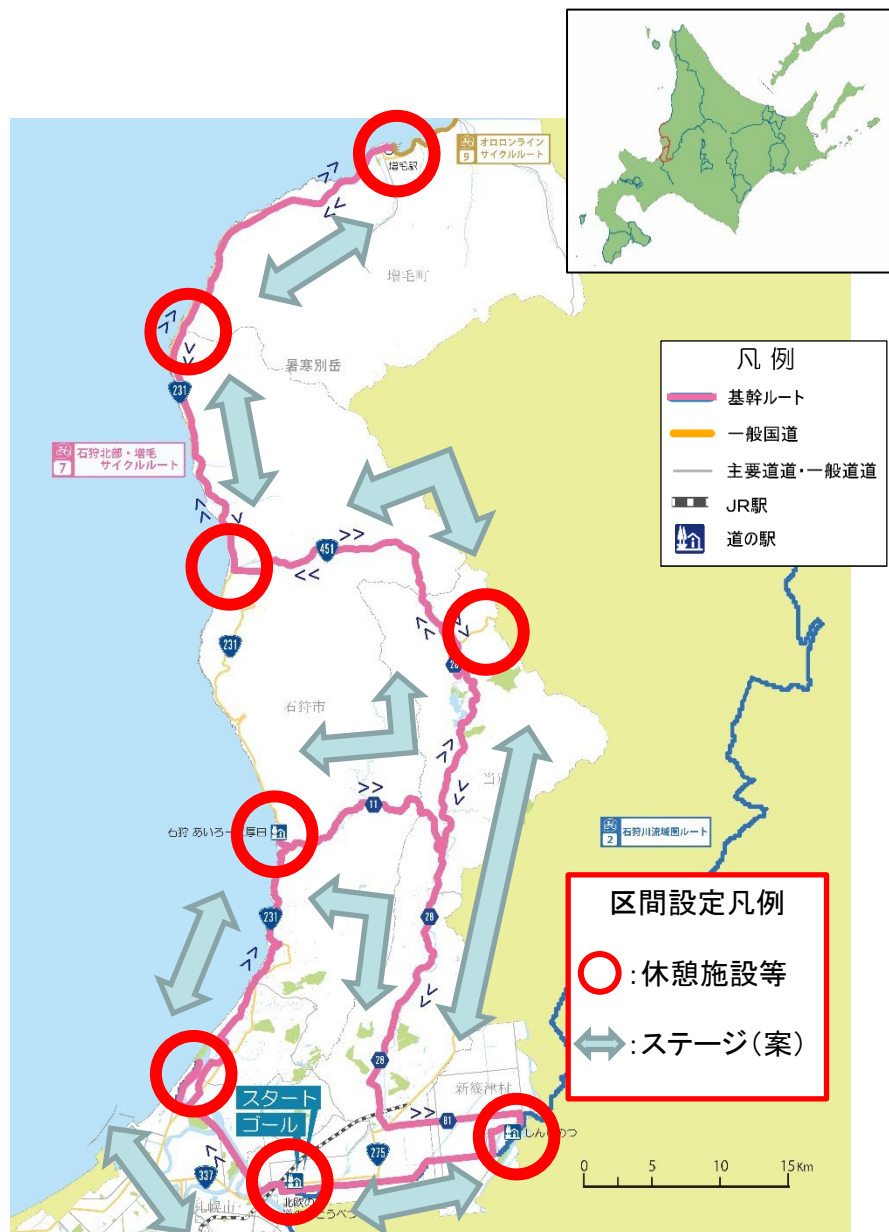 オロロンライン
サイクルルート
9
増毛駅
増毛町
暑寒別岳
凡 例
基幹ルート
一般国道
主要道道・一般道道
JR駅
道の駅
231
石狩北部・増毛
サイクルルート
7
451
231
28
石狩市
11
石狩 あいろード厚田
石狩川流域圏ルート
2
231
28
区間設定凡例
:休憩施設等
:ステージ(案)
28
新篠津村
スタート
ゴール
81
しんしのつ
275
337
北欧の
0 5 10 15Km